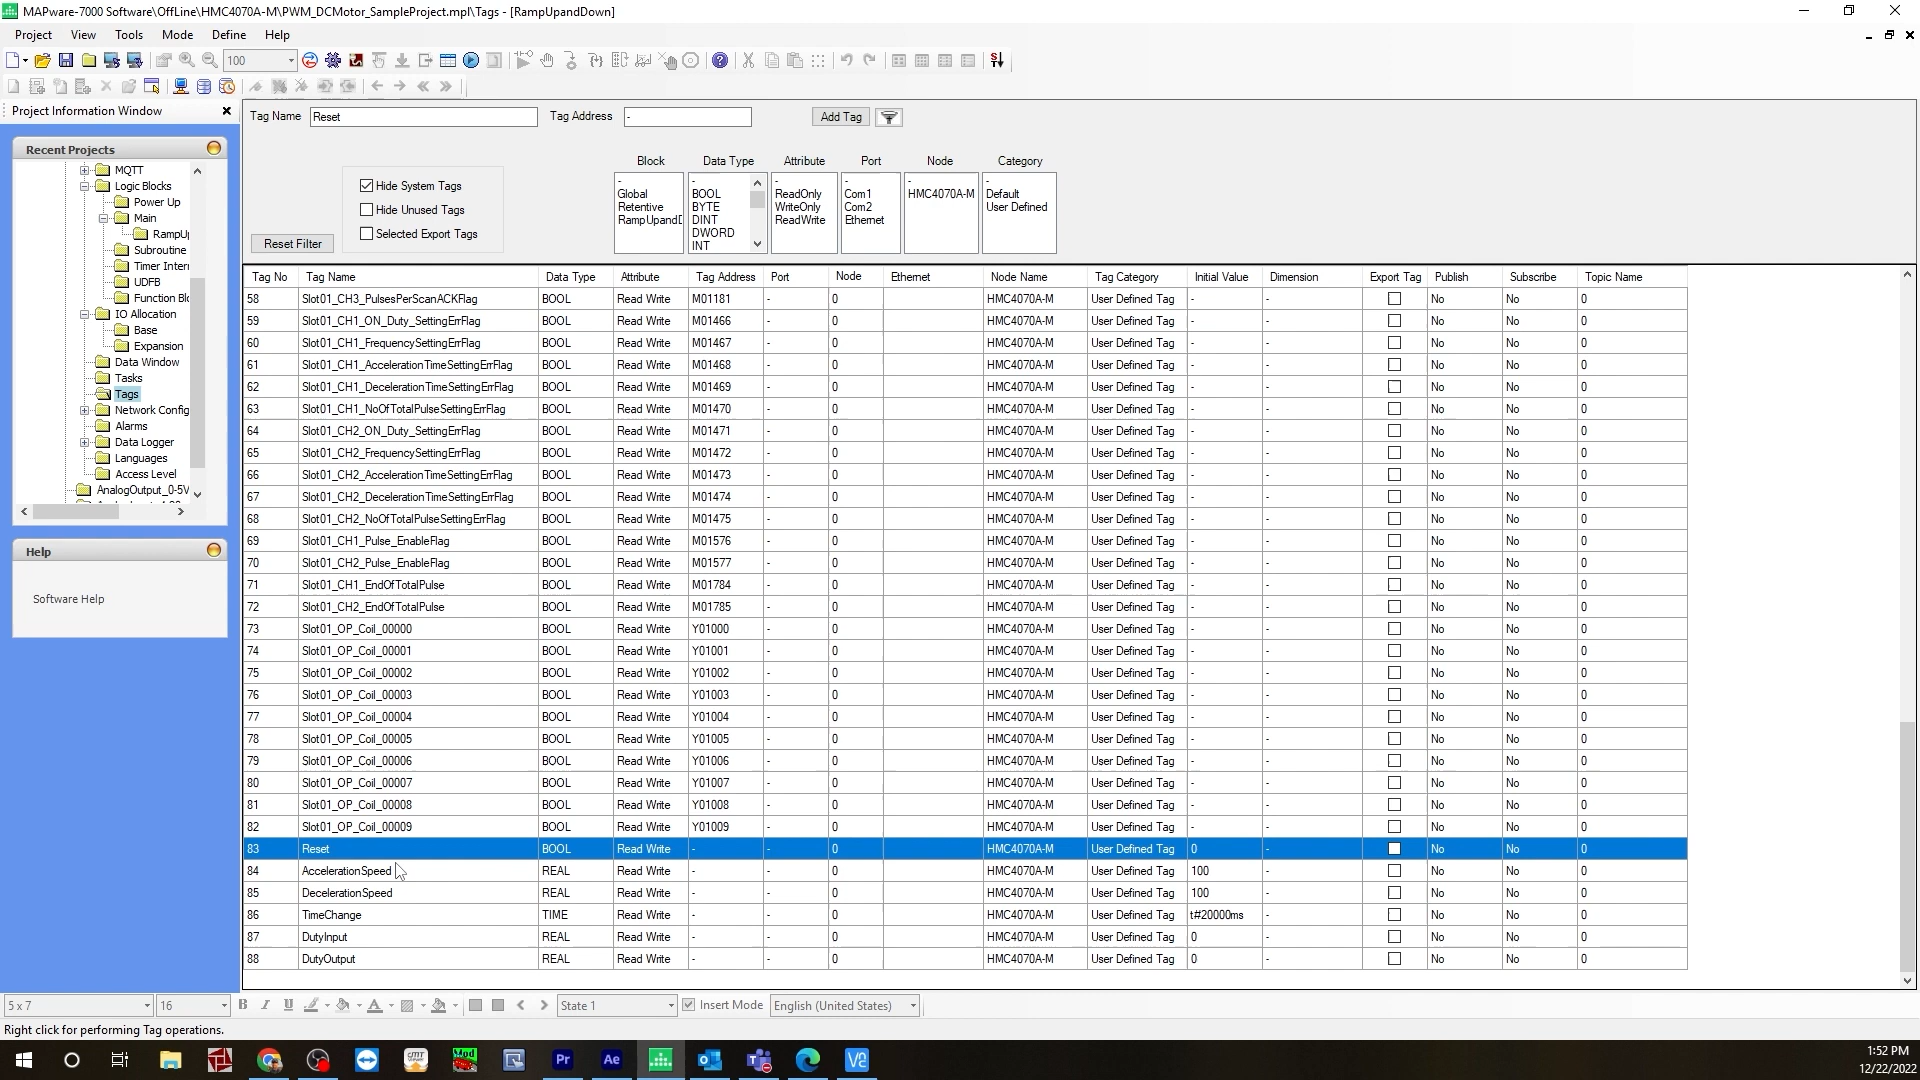 MAPware-7000 Software\OffLine\HMC4070A-M\PWM_DCMotor_SampleProject.mpl\Tags - [RampUpandDown]
Project View Tools Mode Define Help
100
Project Information Window
Recent Projects
MQTT
Logic Blocks
Power Up
Main
RampU
Subroutine
Timer Inter
UDFB
Function Blo
IO Allocation
Base
Expansion
Data Window
Tasks
Tags
Network Config
Alarms
Data Logger
Languages
Access Level
AnalogOutput_0-5V
Help
Software Help
Tag Name Reset Tag Address - Add Tag
Block Data Type Attribute Port Node Category
Hide System Tags
Hide Unused Tags
Selected Export Tags
Reset Filter
-
Global
Retentive
RampUpandD
-
BOOL
BYTE
DINT
DWORD
INT
-
ReadOnly
WriteOnly
ReadWrite
-
Com1
Com2
Ethernet
-
HMC4070A-M
-
Default
User Defined
Tag No Tag Name Data Type Attribute Tag Address Port Node Ethernet Node Name Tag Category Initial Value Dimension Export Tag Publish Subscribe Topic Name
58 Slot01_CH3_PulsesPerScanACKFlag BOOL Read Write M01181 - 0 HMC4070A-M User Defined Tag - - No No 0
59 Slot01_CH1_ON_Duty_SettingErrFlag BOOL Read Write M01466 - 0 HMC4070A-M User Defined Tag - - No No 0
60 Slot01_CH1_FrequencySettingErrFlag BOOL Read Write M01467 - 0 HMC4070A-M User Defined Tag - - No No 0
61 Slot01_CH1_AccelerationTimeSettingErrFlag BOOL Read Write M01468 - 0 HMC4070A-M User Defined Tag - - No No 0
62 Slot01_CH1_DecelerationTimeSettingErrFlag BOOL Read Write M01469 - 0 HMC4070A-M User Defined Tag - - No No 0
63 Slot01_CH1_NoOfTotalPulseSettingErrFlag BOOL Read Write M01470 - 0 HMC4070A-M User Defined Tag - - No No 0
64 Slot01_CH2_ON_Duty_SettingErrFlag BOOL Read Write M01471 - 0 HMC4070A-M User Defined Tag - - No No 0
65 Slot01_CH2_FrequencySettingErrFlag BOOL Read Write M01472 - 0 HMC4070A-M User Defined Tag - - No No 0
66 Slot01_CH2_AccelerationTimeSettingErrFlag BOOL Read Write M01473 - 0 HMC4070A-M User Defined Tag - - No No 0
67 Slot01_CH2_DecelerationTimeSettingErrFlag BOOL Read Write M01474 - 0 HMC4070A-M User Defined Tag - - No No 0
68 Slot01_CH2_NoOfTotalPulseSettingErrFlag BOOL Read Write M01475 - 0 HMC4070A-M User Defined Tag - - No No 0
69 Slot01_CH1_Pulse_EnableFlag BOOL Read Write M01576 - 0 HMC4070A-M User Defined Tag - - No No 0
70 Slot01_CH2_Pulse_EnableFlag BOOL Read Write M01577 - 0 HMC4070A-M User Defined Tag - - No No 0
71 Slot01_CH1_EndOfTotalPulse BOOL Read Write M01784 - 0 HMC4070A-M User Defined Tag - - No No 0
72 Slot01_CH2_EndOfTotalPulse BOOL Read Write M01785 - 0 HMC4070A-M User Defined Tag - - No No 0
73 Slot01_OP_Coil_00000 BOOL Read Write Y01000 - 0 HMC4070A-M User Defined Tag - - No No 0
74 Slot01_OP_Coil_00001 BOOL Read Write Y01001 - 0 HMC4070A-M User Defined Tag - - No No 0
75 Slot01_OP_Coil_00002 BOOL Read Write Y01002 - 0 HMC4070A-M User Defined Tag - - No No 0
76 Slot01_OP_Coil_00003 BOOL Read Write Y01003 - 0 HMC4070A-M User Defined Tag - - No No 0
77 Slot01_OP_Coil_00004 BOOL Read Write Y01004 - 0 HMC4070A-M User Defined Tag - - No No 0
78 Slot01_OP_Coil_00005 BOOL Read Write Y01005 - 0 HMC4070A-M User Defined Tag - - No No 0
79 Slot01_OP_Coil_00006 BOOL Read Write Y01006 - 0 HMC4070A-M User Defined Tag - - No No 0
80 Slot01_OP_Coil_00007 BOOL Read Write Y01007 - 0 HMC4070A-M User Defined Tag - - No No 0
81 Slot01_OP_Coil_00008 BOOL Read Write Y01008 - 0 HMC4070A-M User Defined Tag - - No No 0
82 Slot01_OP_Coil_00009 BOOL Read Write Y01009 - 0 HMC4070A-M User Defined Tag - - No No 0
83 Reset BOOL Read Write - - 0 HMC4070A-M User Defined Tag 0 - No No 0
84 AccelerationSpeed REAL Read Write - - 0 HMC4070A-M User Defined Tag 100 - No No 0
85 DecelerationSpeed REAL Read Write - - 0 HMC4070A-M User Defined Tag 100 - No No 0
86 TimeChange TIME Read Write - - 0 HMC4070A-M User Defined Tag t#20000ms - No No 0
87 DutyInput REAL Read Write - - 0 HMC4070A-M User Defined Tag 0 - No No 0
88 DutyOutput REAL Read Write - - 0 HMC4070A-M User Defined Tag 0 - No No 0
5 x 7 16 B I U A State 1 Insert Mode English (United States)
Right click for performing Tag operations.
Pr Ae
1:52 PM
12/22/2022